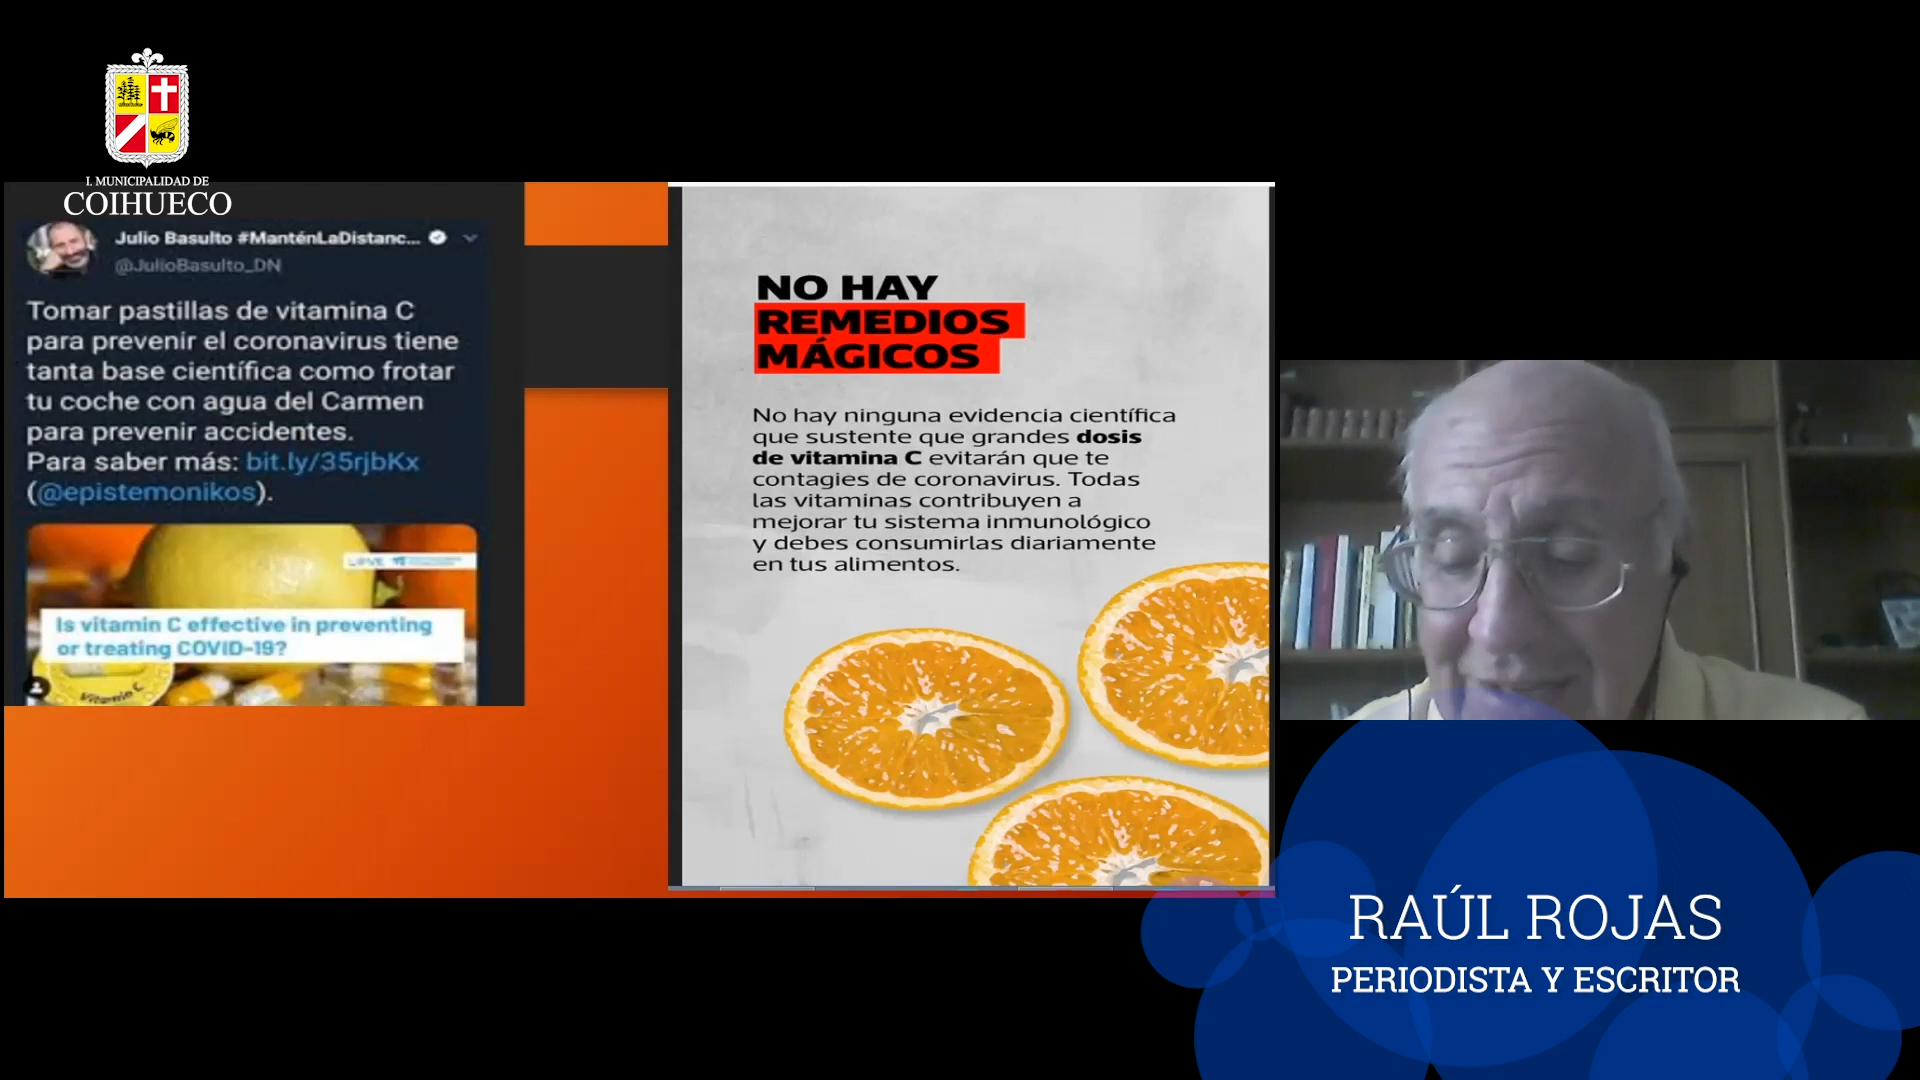 I. MUNICIPALIDAD DE
COIHUECO
Julio Basulto #ManténLaDistanc...
@JulioBasulto_DN
Tomar pastillas de vitamina C
para prevenir el coronavirus tiene
tanta base científica como frotar
tu coche con agua del Carmen
para prevenir accidentes.
Para saber más: bit.ly/35rjbKx
(@epistemonikos).
Is vitamin C effective in preventing
or treating COVID-19?
Vitamin C
NO HAY
REMEDIOS
MÁGICOS
No hay ninguna evidencia científica
que sustente que grandes dosis
de vitamina C evitarán que te
contagies de coronavirus. Todas
las vitaminas contribuyen a
mejorar tu sistema inmunológico
y debes consumirlas diariamente
en tus alimentos.
RAÚL ROJAS
PERIODISTA Y ESCRITOR